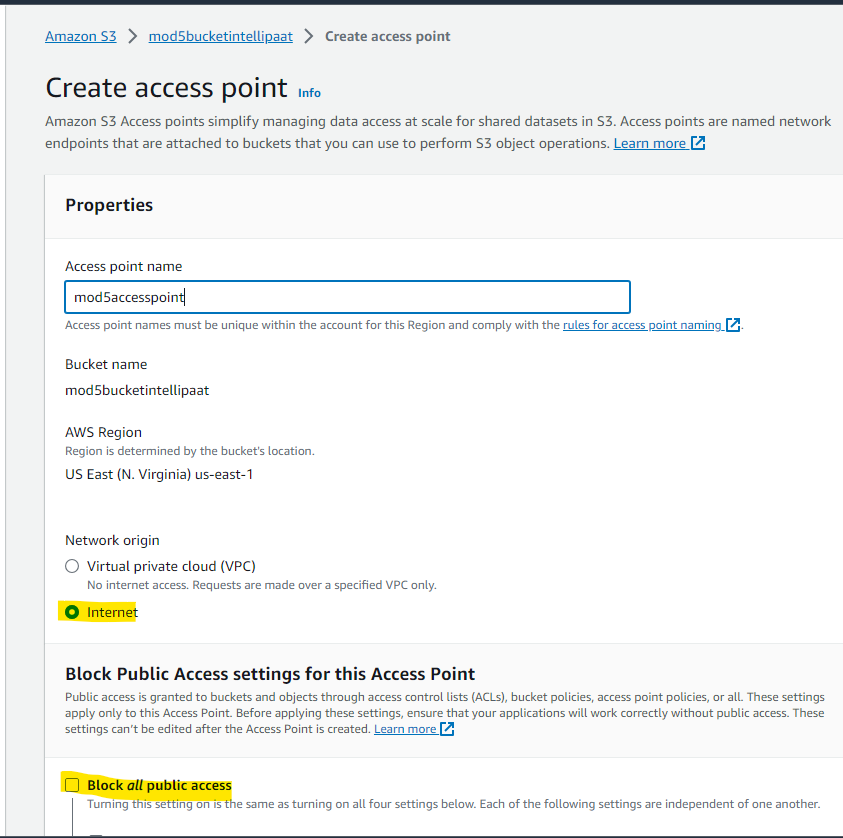 Amazon S3 > mod5bucketintellipaat > Create access point
Create access point Info
Amazon S3 Access points simplify managing data access at scale for shared datasets in S3. Access points are named network
endpoints that are attached to buckets that you can use to perform S3 object operations. Learn more
Properties
Access point name
mod5accesspoint
Access point names must be unique within the account for this Region and comply with the rules for access point naming.
Bucket name
mod5bucketintellipaat
AWS Region
Region is determined by the bucket's location.
US East (N. Virginia) us-east-1
Network origin
Virtual private cloud (VPC)
No internet access. Requests are made over a specified VPC only.
Internet
Block Public Access settings for this Access Point
Public access is granted to buckets and objects through access control lists (ACLs), bucket policies, access point policies, or all. These settings
apply only to this Access Point. Before applying these settings, ensure that your applications will work correctly without public access. These
settings can't be edited after the Access Point is created. Learn more
Block all public access
Turning this setting on is the same as turning on all four settings below. Each of the following settings are independent of one another.